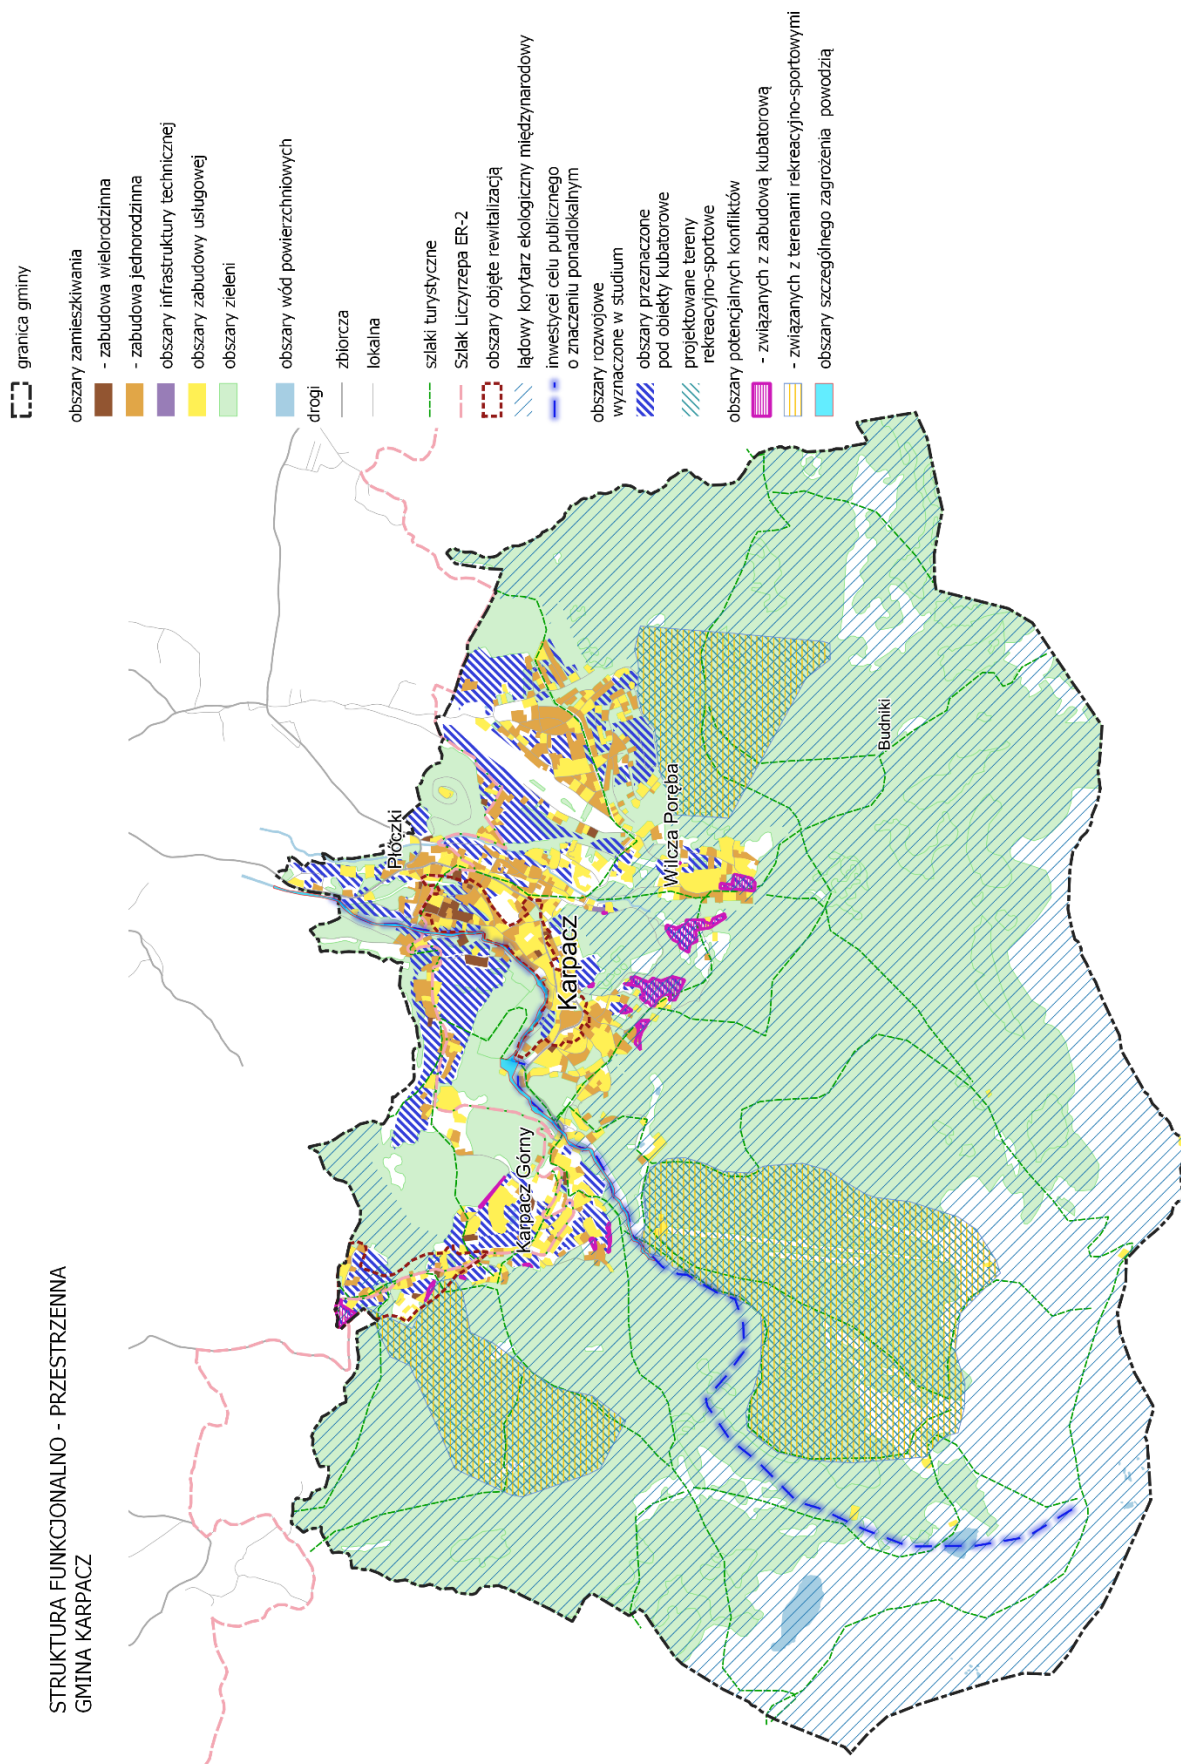 STRUKTURA FUNKCJONALNO - PRZESTRZENNA
GMINA KARPACZ
granica gminy
obszary zamieszkiwania
- zabudowa wielorodzinna
- zabudowa jednorodzinna
obszary infrastruktury technicznej
obszary zabudowy usługowej
obszary zieleni
obszary wód powierzchniowych
drogi
zbiorcza
lokalna
szlaki turystyczne
Szlak Liczyrzepa ER-2
obszary objęte rewitalizacją
lądowy korytarz ekologiczny międzynarodowy
inwestycel celu publicznego
o znaczeniu ponadlokalnym
obszary rozwojowe
wyznaczone w studium
obszary przeznaczone
pod obiekty kubatorowe
projektowane tereny
rekreacyjno-sportowe
obszary potencjalnych konfliktów
- związanych z zabudową kubatorową
- związanych z terenami rekreacyjno-sportowymi
obszary szczególnego zagrożenia powodzią
Płóczki
Karpacz
Wilcza Poręba
Karpacz Górny
Budniki